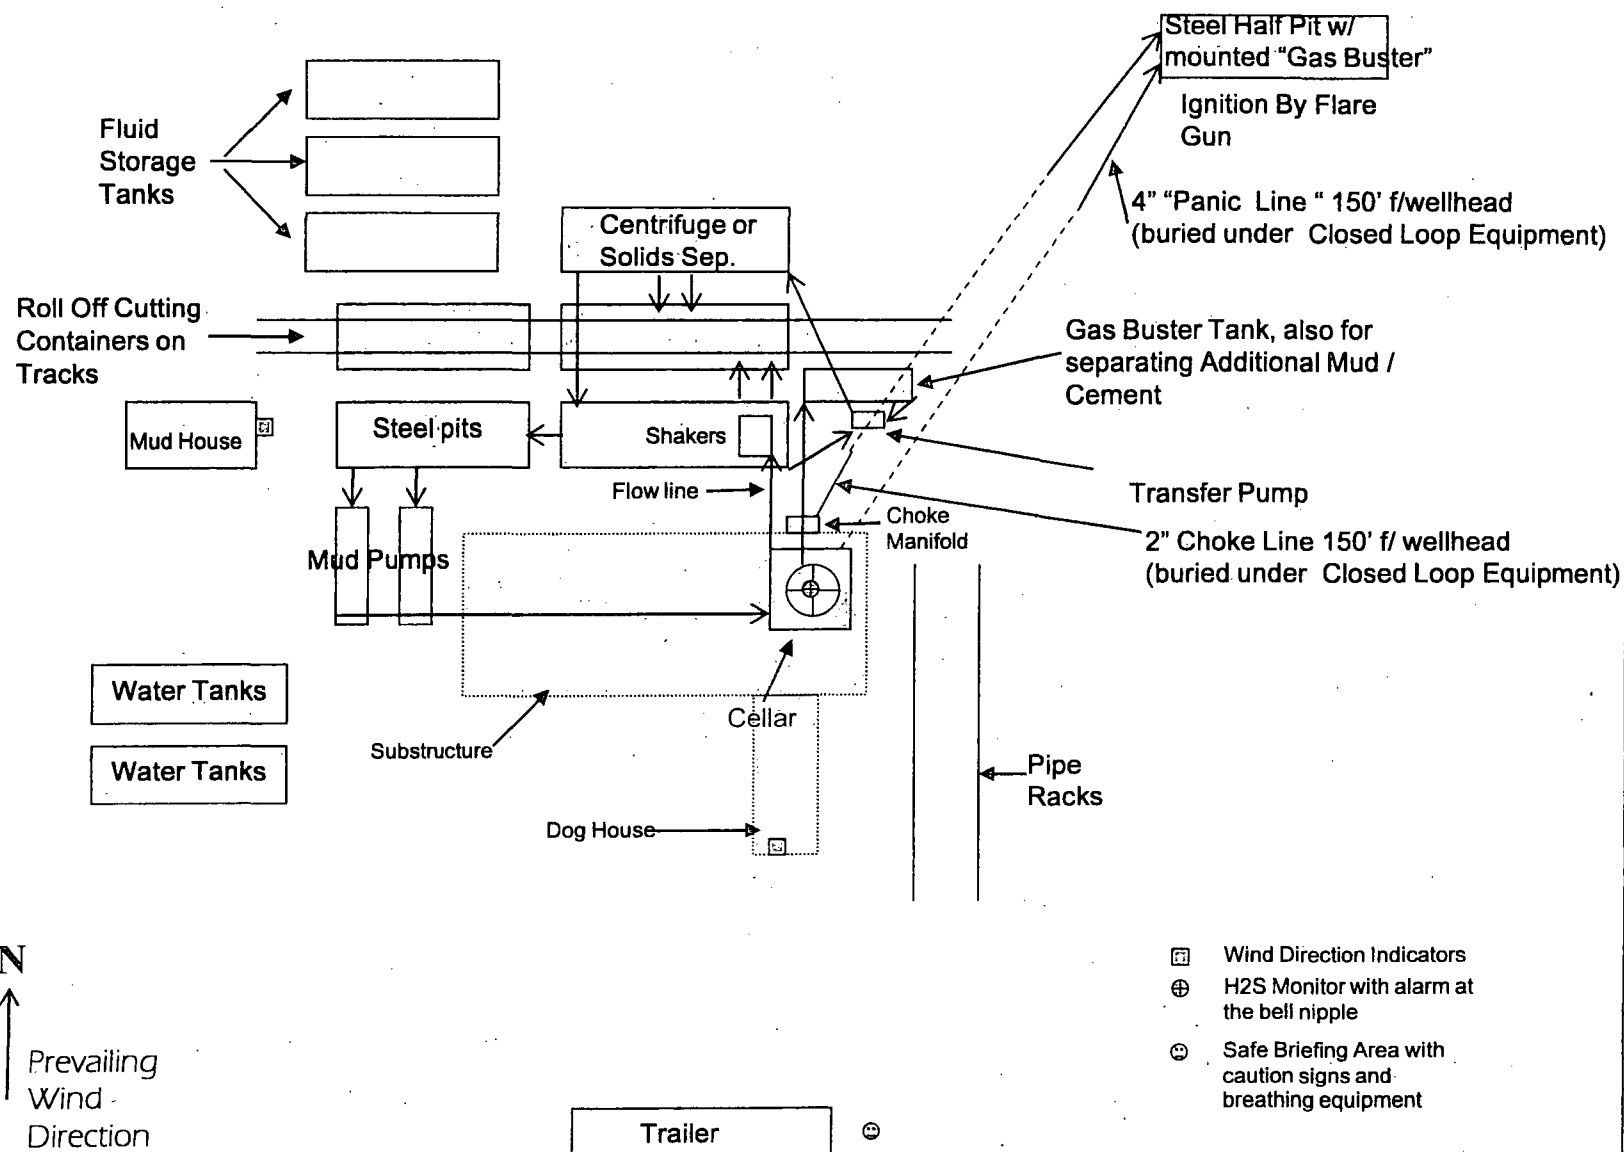 Steel Half Pit w/
mounted "Gas Buster"
Ignition By Flare
Gun
Fluid
Storage
Tanks
4" "Panic Line " 150' f/wellhead
(buried under Closed Loop Equipment)
Centrifuge or
Solids Sep.
Roll Off Cutting
Containers on
Tracks
Gas Buster Tank, also for
separating Additional Mud /
Cement
Mud House
Steel pits
Shakers
Flow line
Transfer Pump
Choke
Manifold
2" Choke Line 150' f/ wellhead
(buried under Closed Loop Equipment)
Mud Pumps
Water Tanks
Cellar
Substructure
Water Tanks
Pipe
Racks
Dog House
N
Prevailing
Wind
Direction
Wind Direction Indicators
H2S Monitor with alarm at
the bell nipple
Safe Briefing Area with
caution signs and
breathing equipment
Trailer